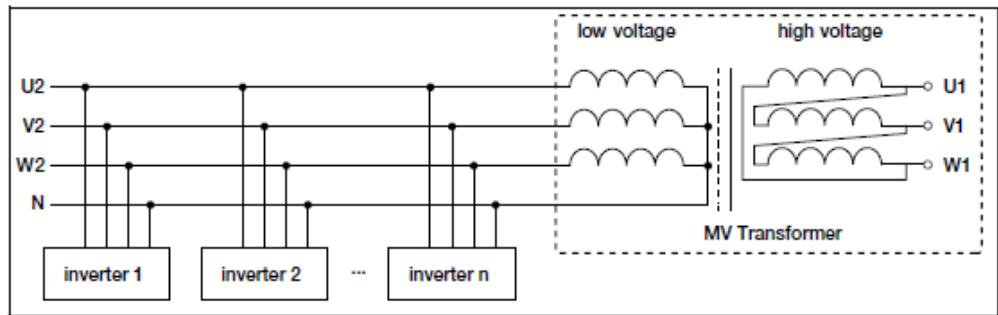 low voltage high voltage
U2 U1
V2 V1
W2 W1
N
MV Transformer
inverter 1 inverter 2 ... inverter n